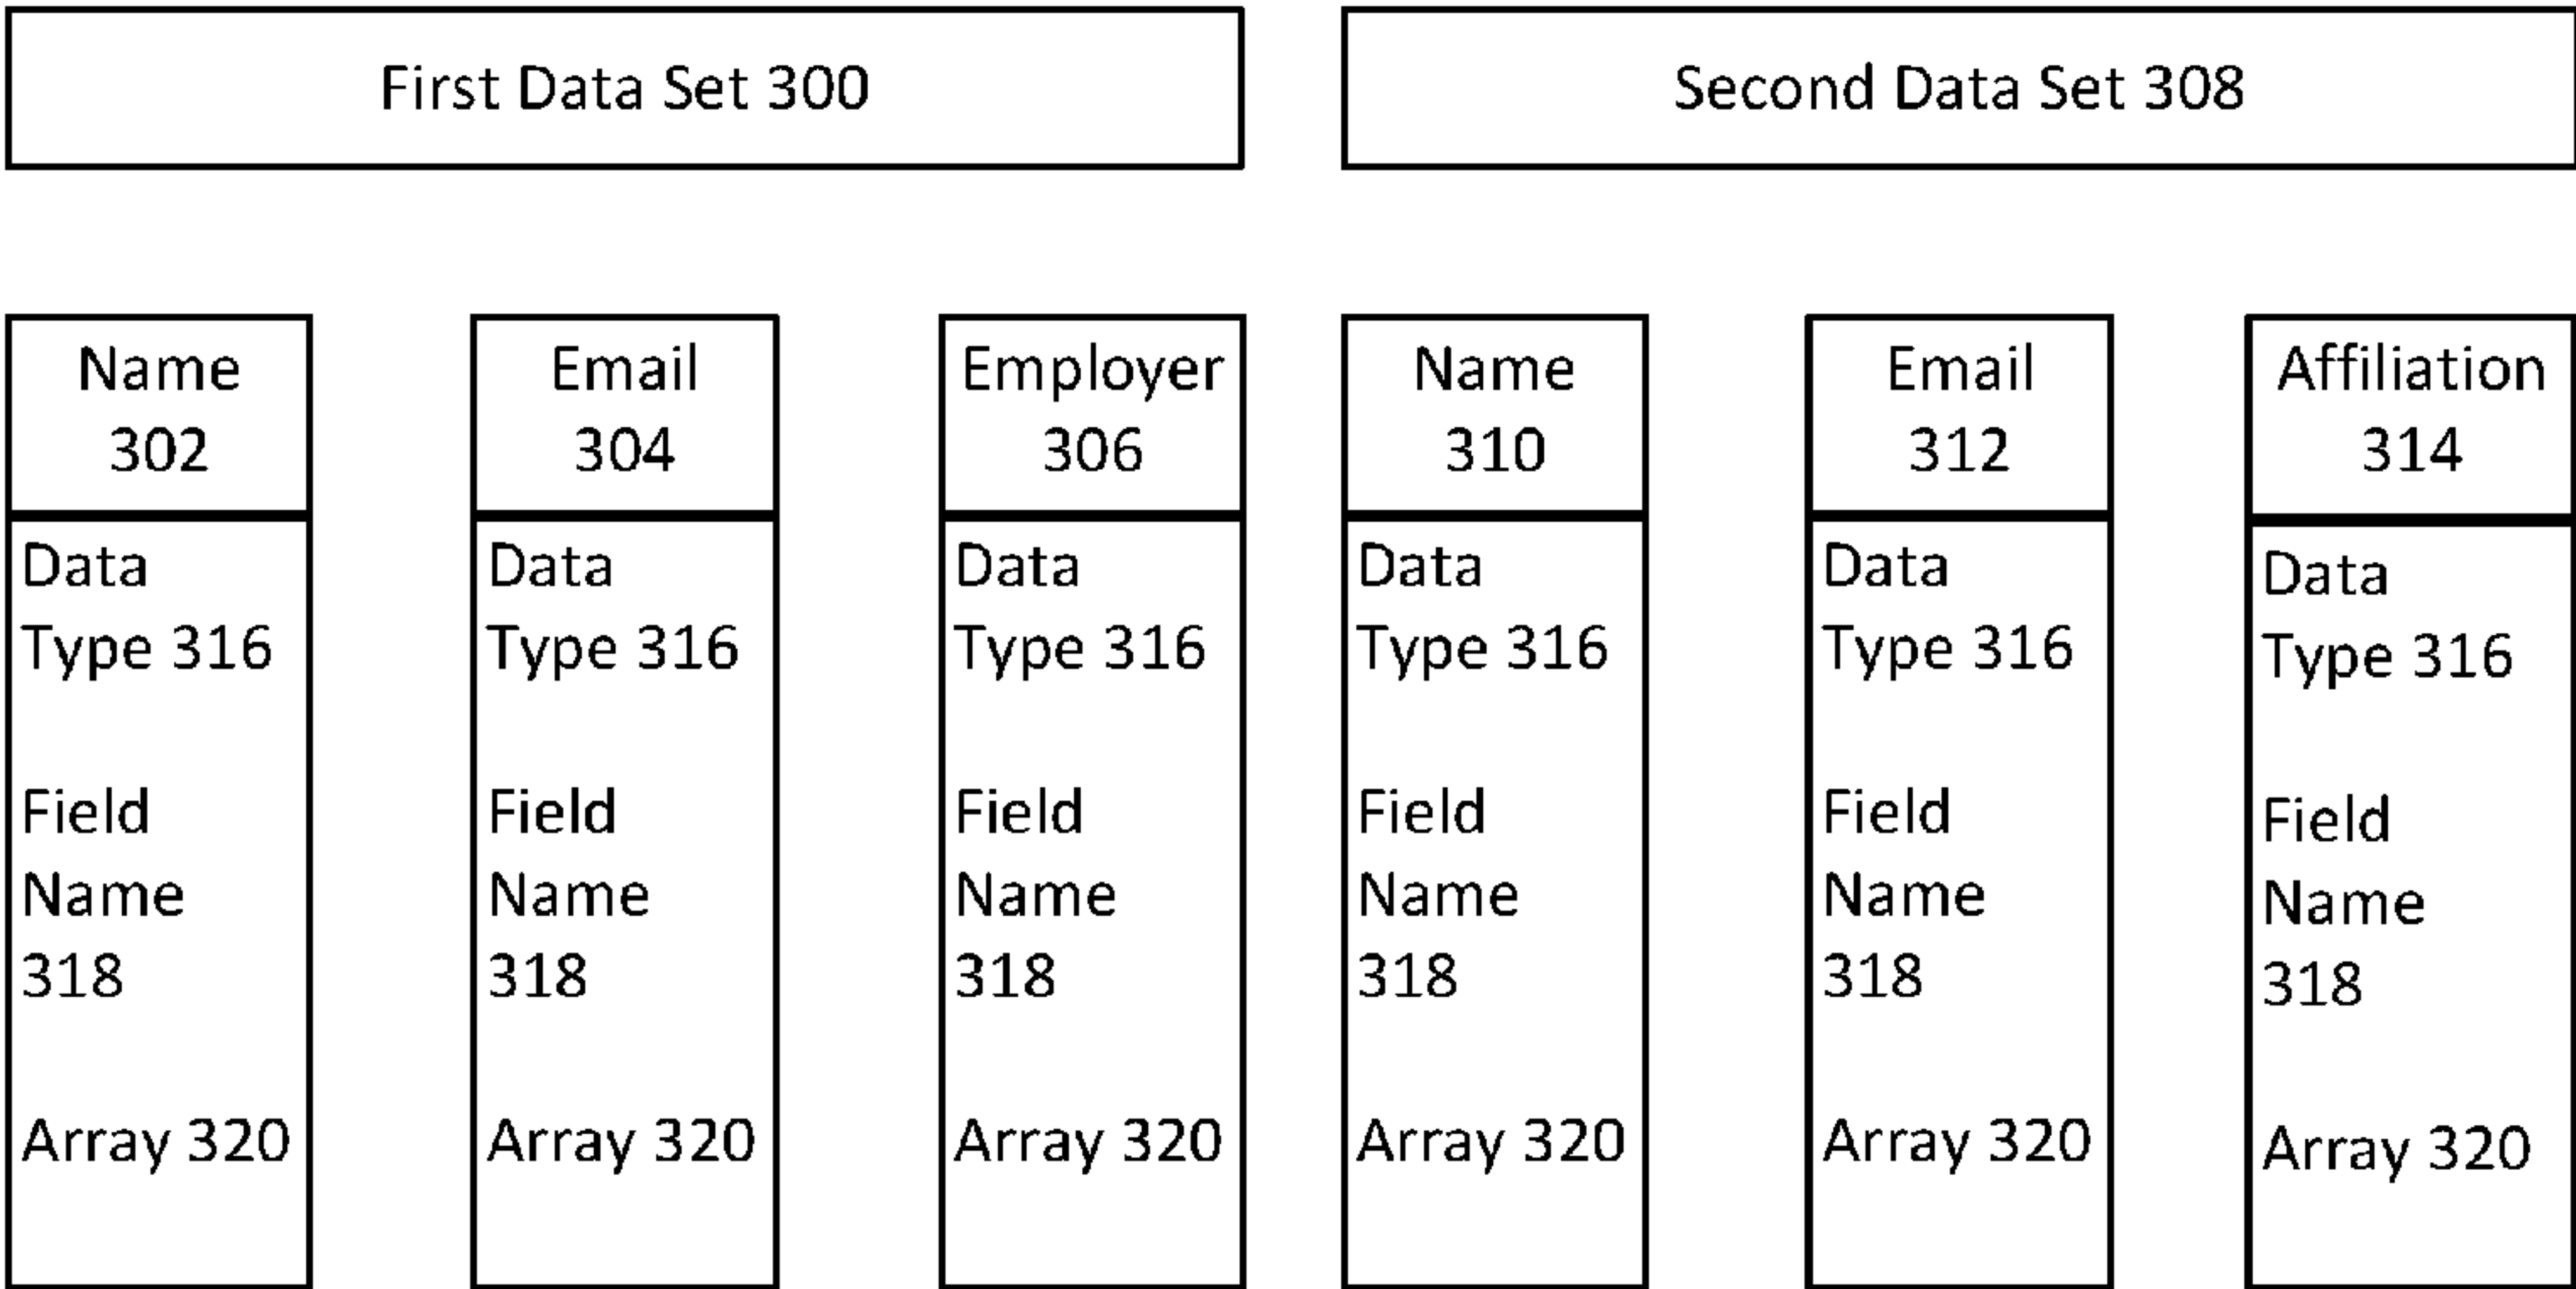 First Data Set 300
Second Data Set 308
Name
302
Data
Type 316
Field
Name
318
Array 320
Email
304
Data
Type 316
Field
Name
318
Array 320
Employer
306
Data
Type 316
Field
Name
318
Array 320
Name
310
Data
Type 316
Field
Name
318
Array 320
Email
312
Data
Type 316
Field
Name
318
Array 320
Affiliation
314
Data
Type 316
Field
Name
318
Array 320